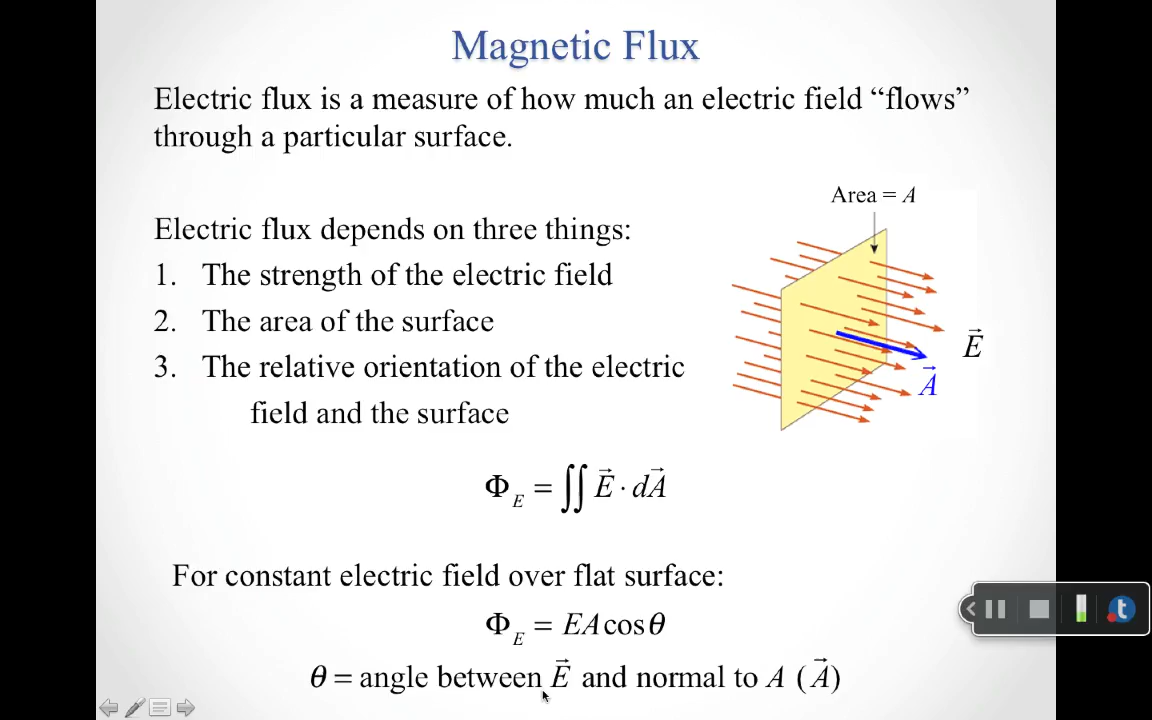 Magnetic Flux
Electric flux is a measure of how much an electric field “flows”
through a particular surface.
Area = A
Electric flux depends on three things:
1. The strength of the electric field
2. The area of the surface
3. The relative orientation of the electric
field and the surface
E⃗
A⃗
Φ_E = ∬ E⃗ · dA⃗
For constant electric field over flat surface:
Φ_E = EA cos θ
θ = angle between E⃗ and normal to A (A⃗)
t